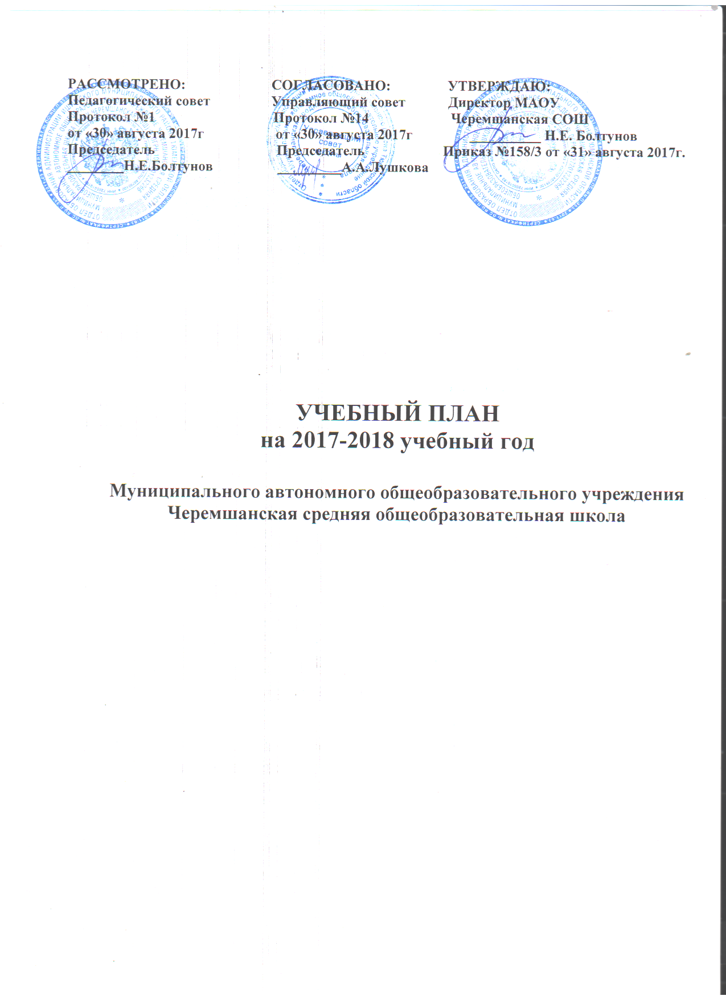 РАССМОТРЕНО:
Педагогический совет
Протокол №1
от «30» августа 2017г
Председатель
________Н.Е.Болтунов
СОГЛАСОВАНО:
Управляющий совет
Протокол №14
от «30» августа 2017г
Председатель
_________А.А.Лушкова
УТВЕРЖДАЮ:
Директор МАОУ
Черемшанская СОШ
__________ Н.Е. Болтунов
Приказ №158/3 от «31» августа 2017г.
УЧЕБНЫЙ ПЛАН
на 2017-2018 учебный год
Муниципального автономного общеобразовательного учреждения
Черемшанская средняя общеобразовательная школа